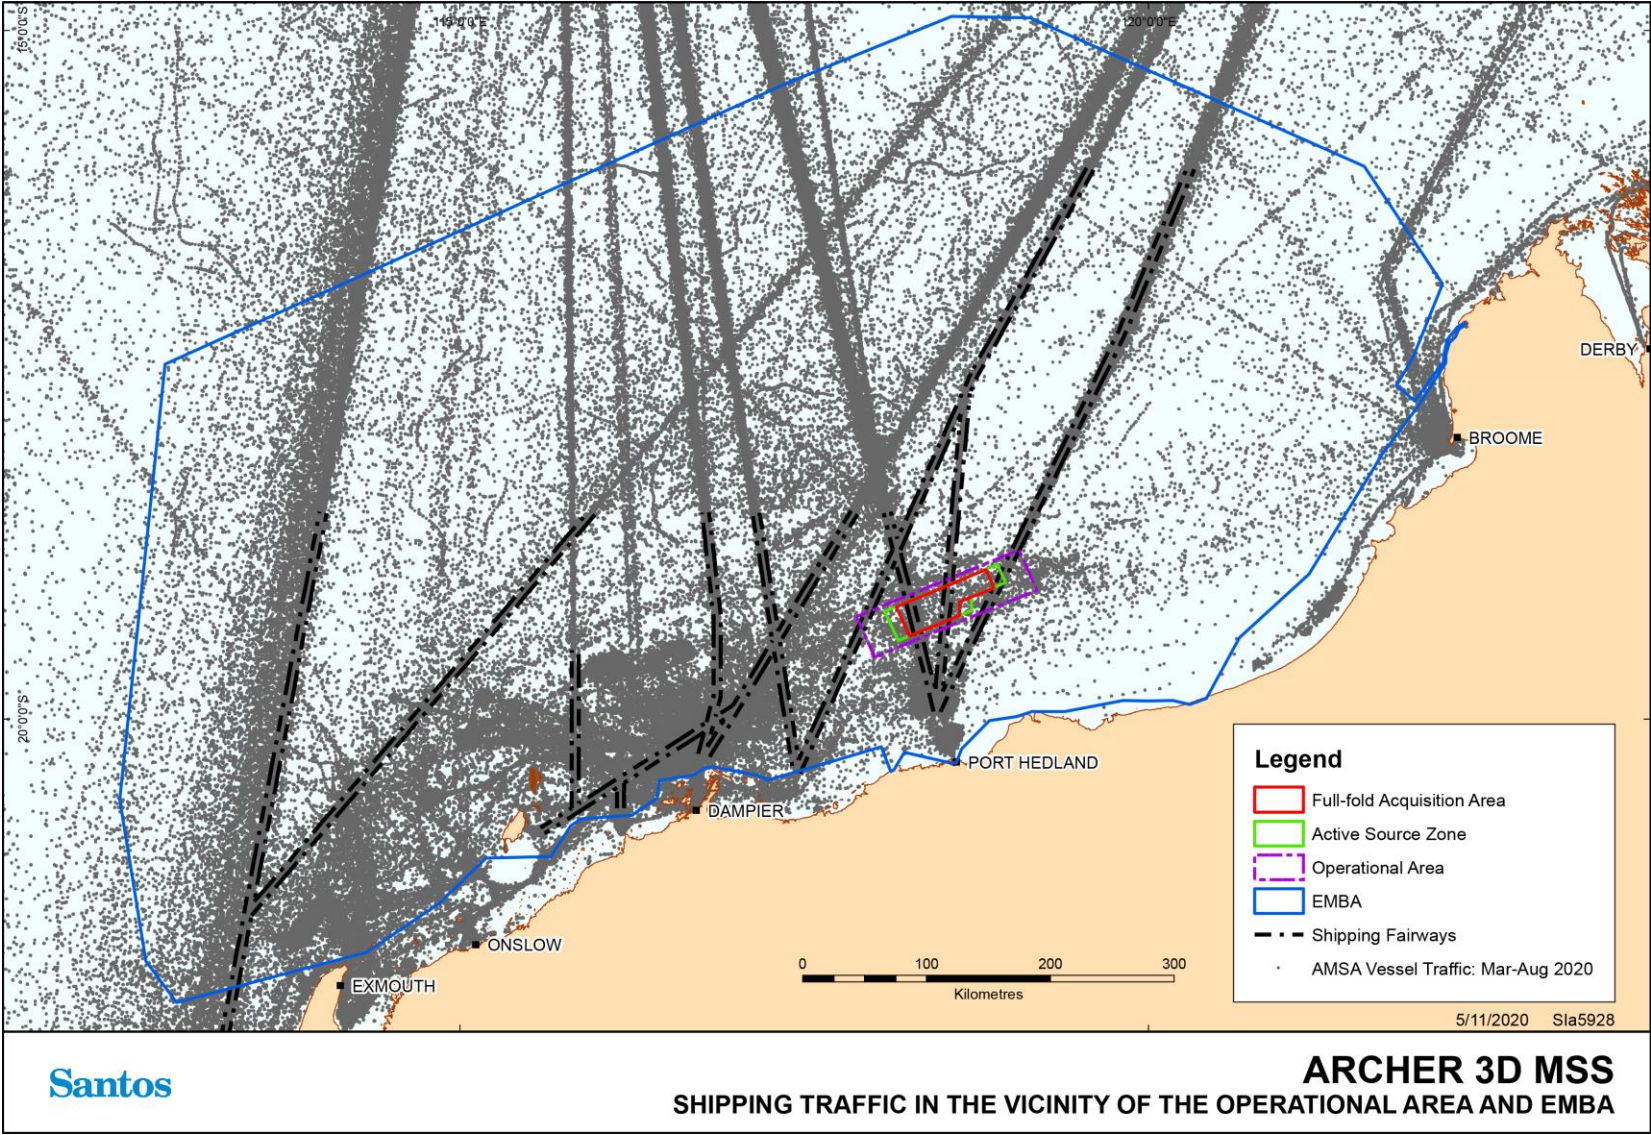 115°0'0"E
120°0'0"E
15°0'0"S
20°0'0"S
DERBY
BROOME
PORT HEDLAND
DAMPIER
ONSLOW
EXMOUTH
0 100 200 300
Kilometres
Legend
Full-fold Acquisition Area
Active Source Zone
Operational Area
EMBA
Shipping Fairways
AMSA Vessel Traffic: Mar-Aug 2020
5/11/2020 Sla5928
Santos
ARCHER 3D MSS
SHIPPING TRAFFIC IN THE VICINITY OF THE OPERATIONAL AREA AND EMBA